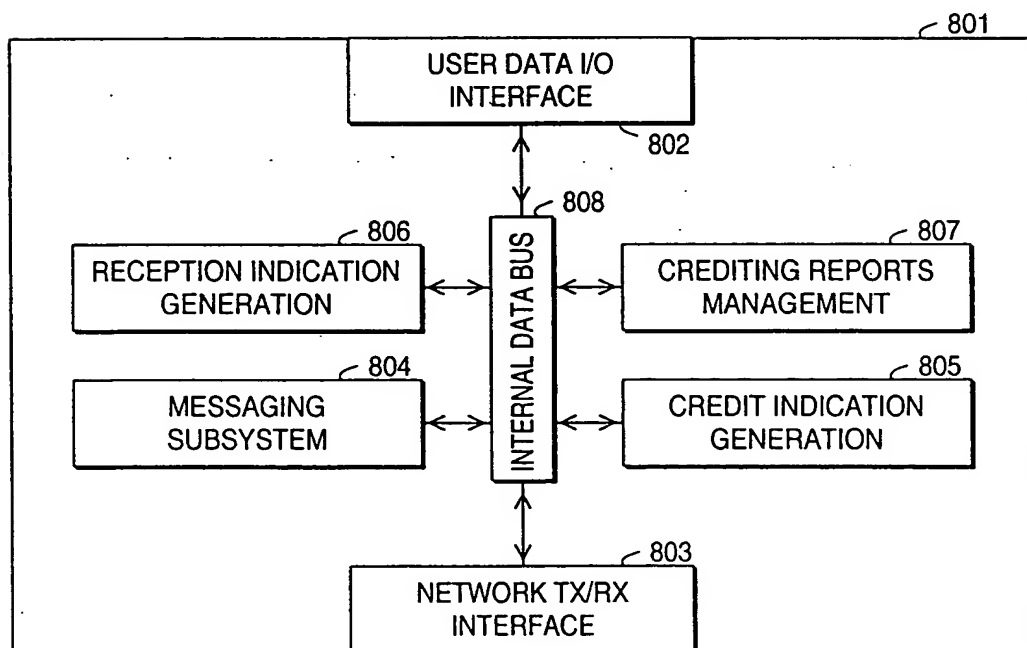 801
USER DATA I/O
INTERFACE
802
808
806
RECEPTION INDICATION
GENERATION
807
CREDITING REPORTS
MANAGEMENT
INTERNAL DATA BUS
804
MESSAGING
SUBSYSTEM
805
CREDIT INDICATION
GENERATION
803
NETWORK TX/RX
INTERFACE